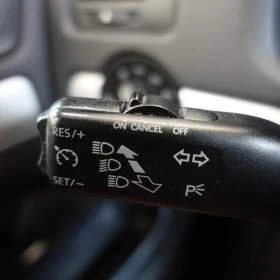 ON CANCEL OFF
RES/+
SET/-
P